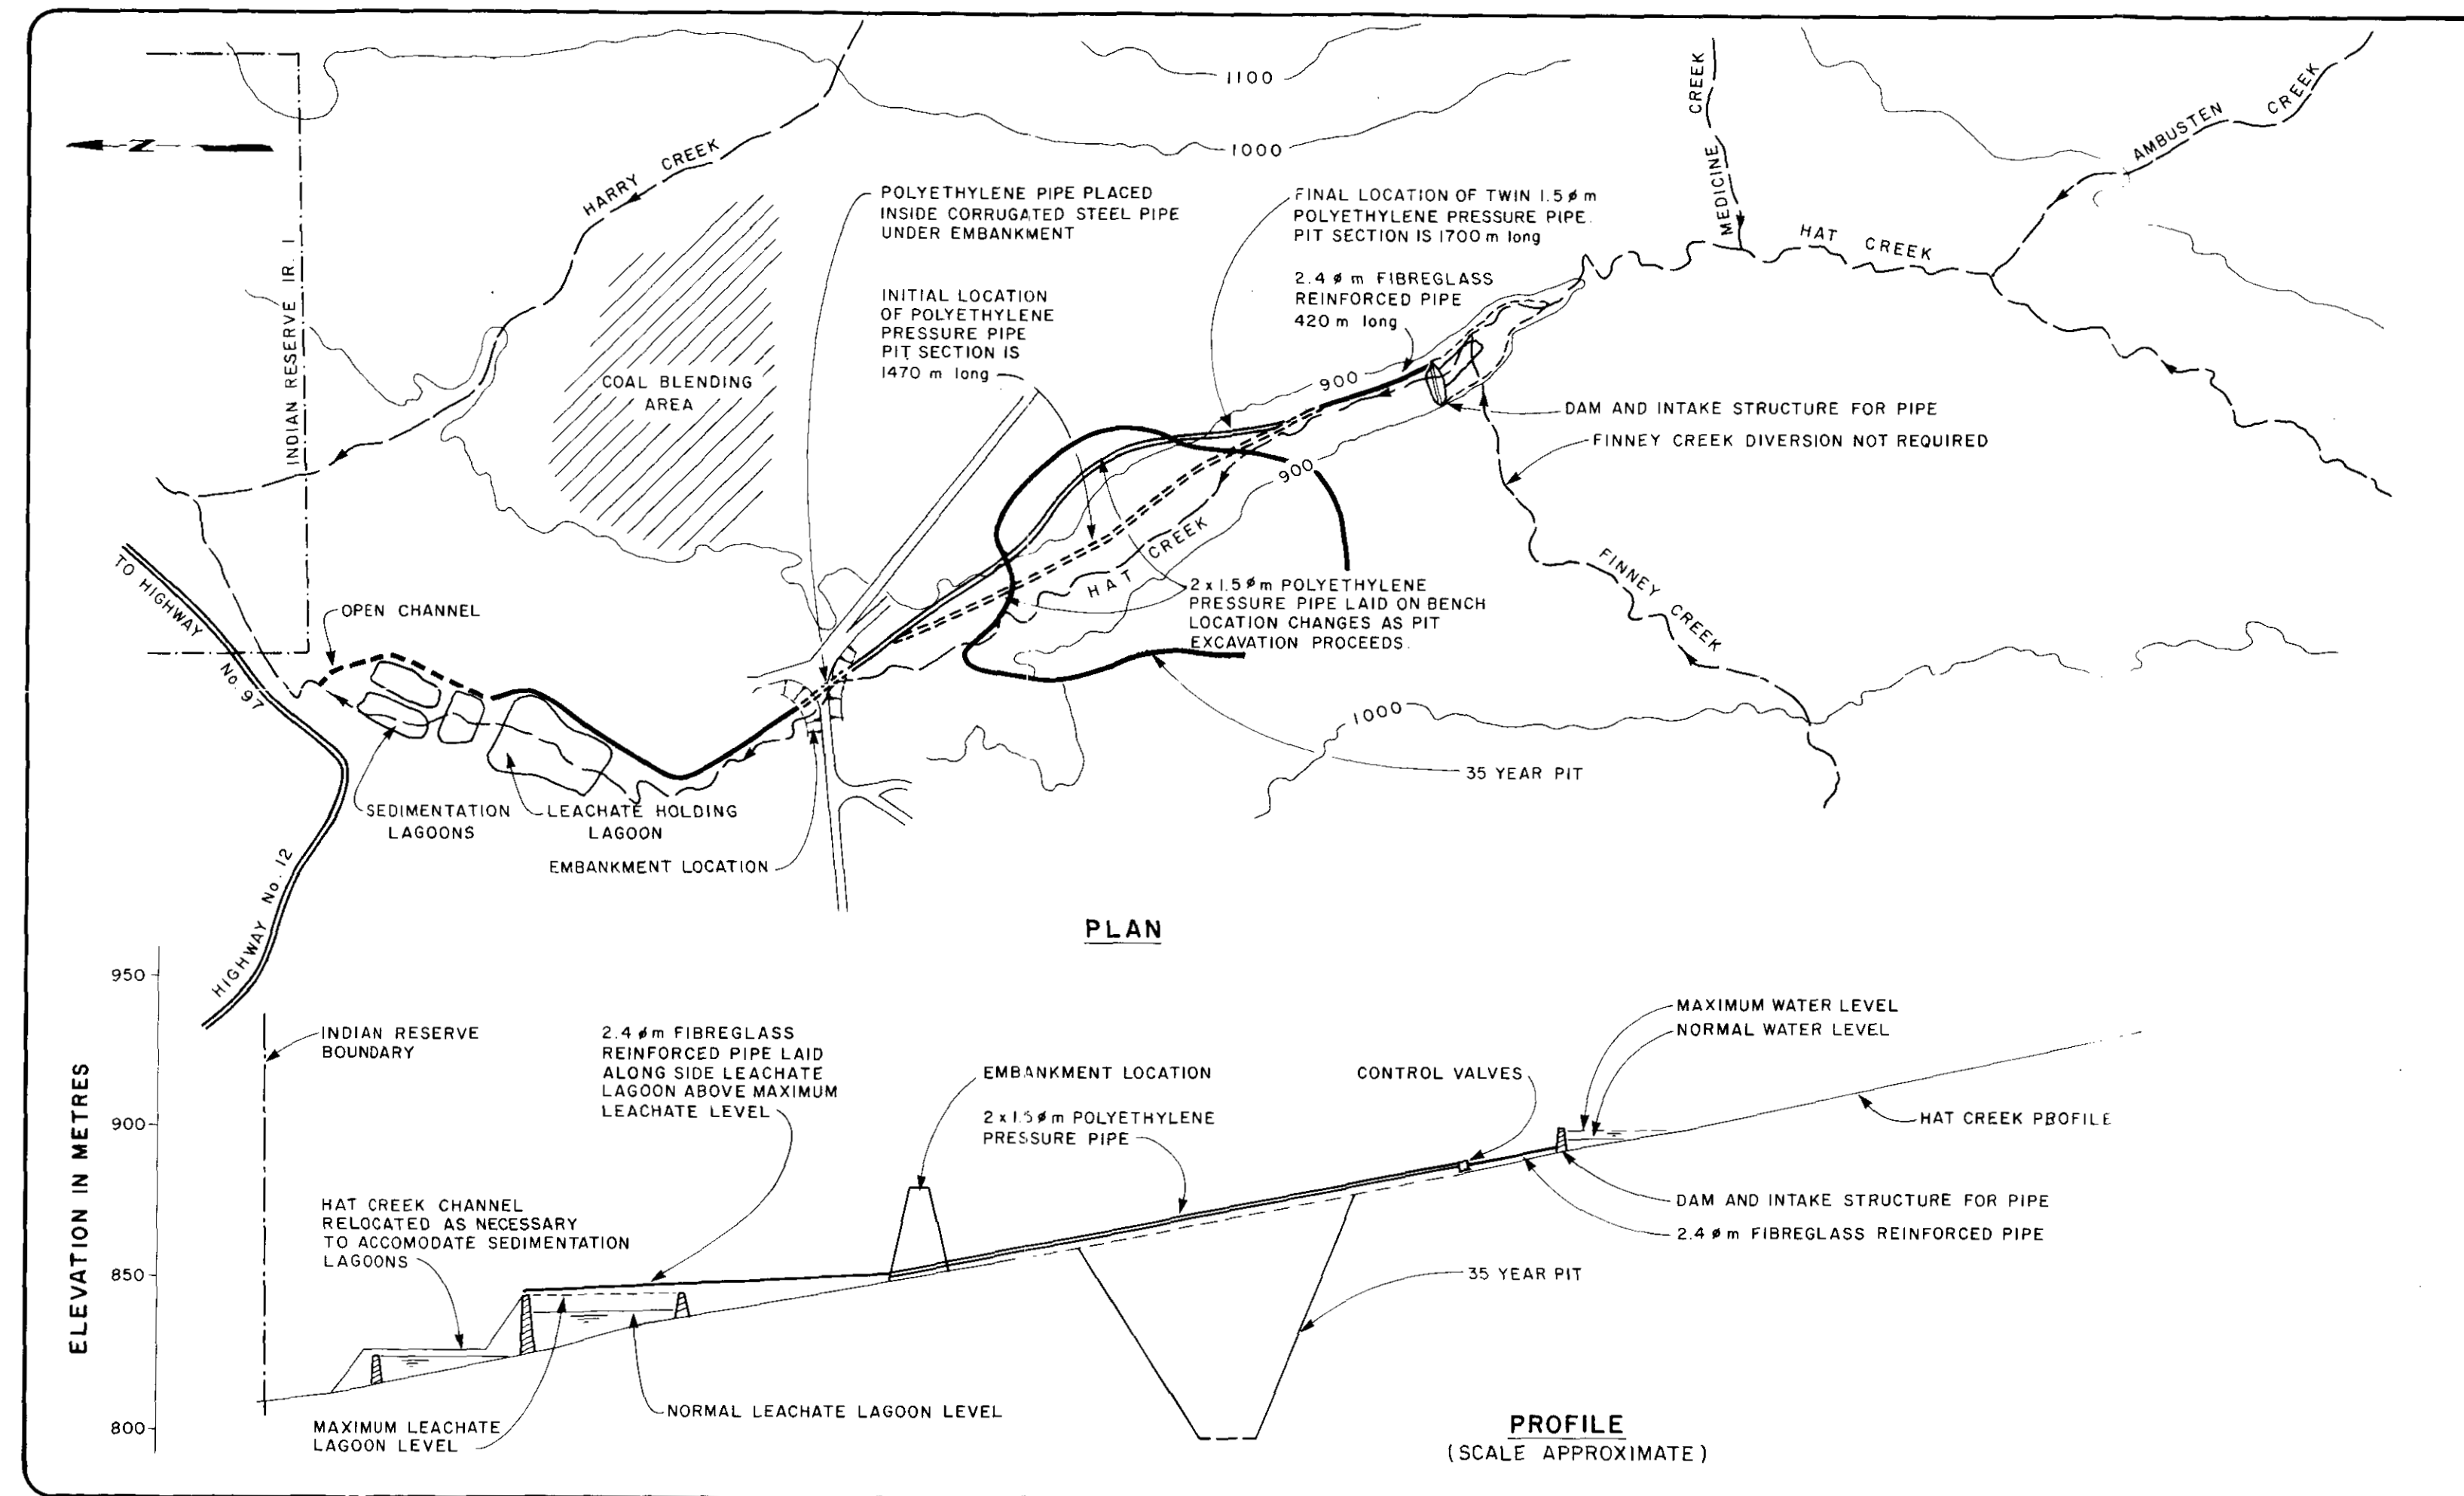 1100
1000
Z
HARRY CREEK
INDIAN RESERVE IR. 1
COAL BLENDING
AREA
POLYETHYLENE PIPE PLACED
INSIDE CORRUGATED STEEL PIPE
UNDER EMBANKMENT
INITIAL LOCATION
OF POLYETHYLENE
PRESSURE PIPE
PIT SECTION IS
1470 m long
FINAL LOCATION OF TWIN 1.5 ø m
POLYETHYLENE PRESSURE PIPE.
PIT SECTION IS 1700 m long
2.4 ø m FIBREGLASS
REINFORCED PIPE
420 m long
MEDICINE CREEK
HAT CREEK
AMBUSTEN CREEK
900
900
DAM AND INTAKE STRUCTURE FOR PIPE
FINNEY CREEK DIVERSION NOT REQUIRED
FINNEY CREEK
HAT CREEK
2 x 1.5 ø m POLYETHYLENE
PRESSURE PIPE LAID ON BENCH
LOCATION CHANGES AS PIT
EXCAVATION PROCEEDS.
TO HIGHWAY No. 97
OPEN CHANNEL
1000
35 YEAR PIT
SEDIMENTATION
LAGOONS
LEACHATE HOLDING
LAGOON
EMBANKMENT LOCATION
HIGHWAY No. 12
PLAN
ELEVATION IN METRES
950
900
850
800
INDIAN RESERVE
BOUNDARY
2.4 ø m FIBREGLASS
REINFORCED PIPE LAID
ALONG SIDE LEACHATE
LAGOON ABOVE MAXIMUM
LEACHATE LEVEL
EMBANKMENT LOCATION
2 x 1.5 ø m POLYETHYLENE
PRESSURE PIPE
CONTROL VALVES
MAXIMUM WATER LEVEL
NORMAL WATER LEVEL
HAT CREEK PROFILE
HAT CREEK CHANNEL
RELOCATED AS NECESSARY
TO ACCOMODATE SEDIMENTATION
LAGOONS
DAM AND INTAKE STRUCTURE FOR PIPE
2.4 ø m FIBREGLASS REINFORCED PIPE
35 YEAR PIT
NORMAL LEACHATE LAGOON LEVEL
MAXIMUM LEACHATE
LAGOON LEVEL
PROFILE
(SCALE APPROXIMATE)